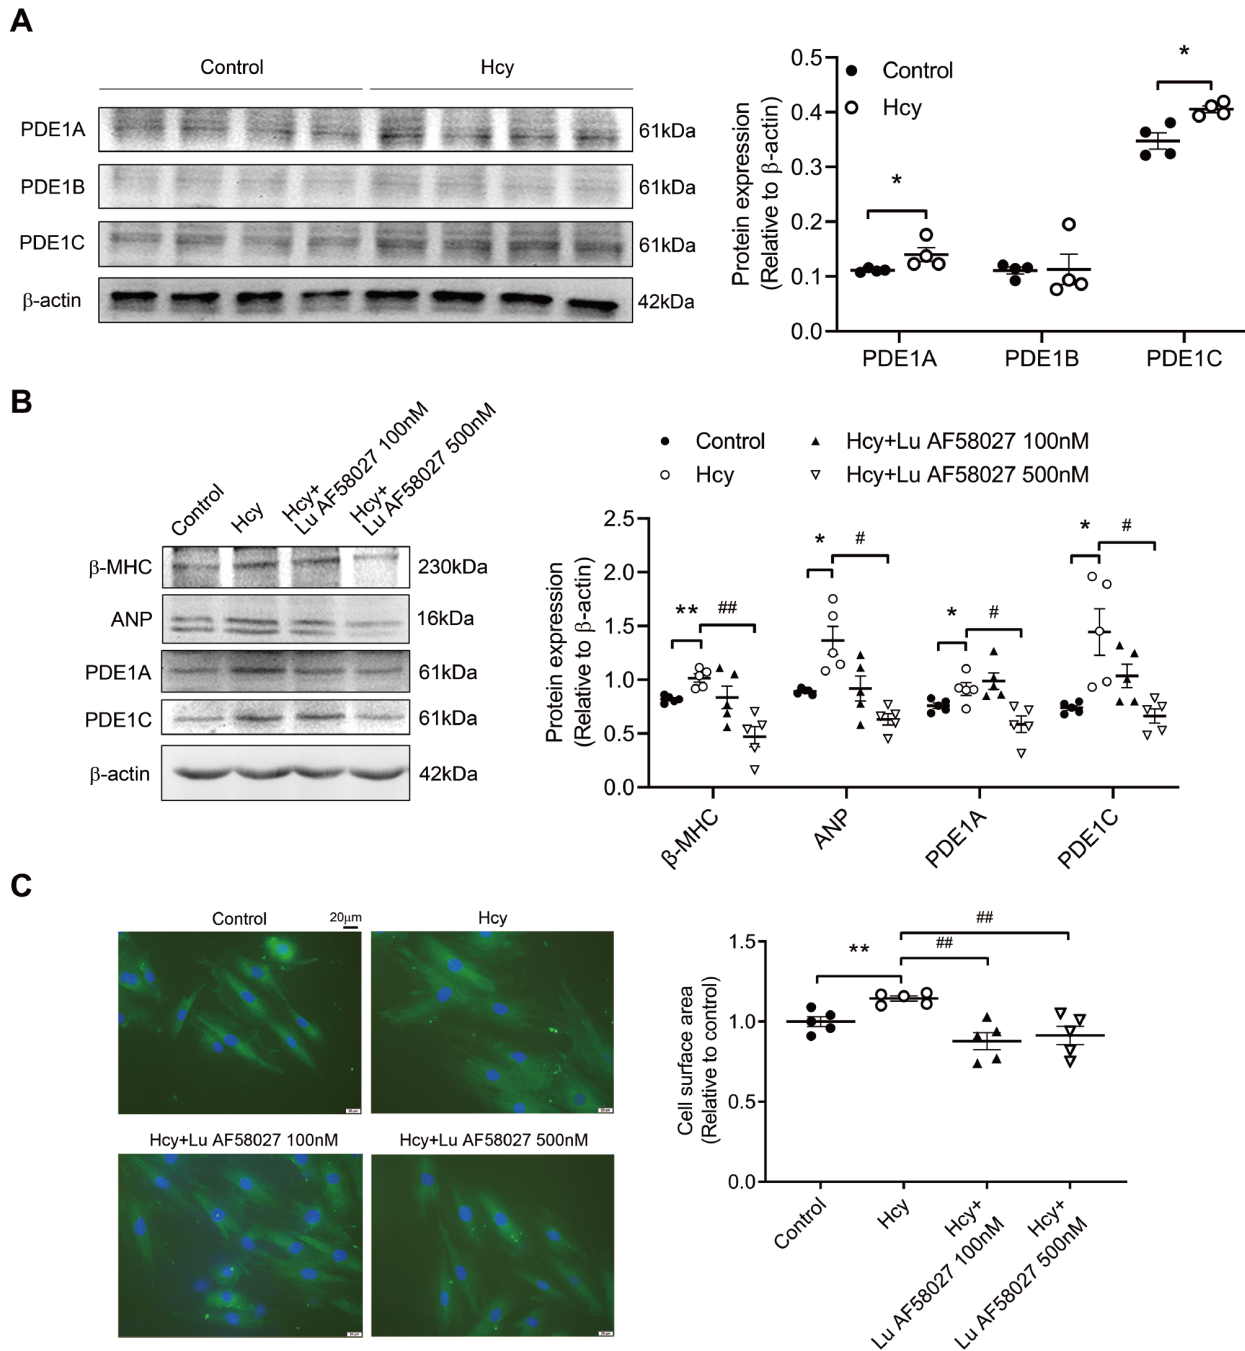 A
Control
Hcy
PDE1A
61kDa
PDE1B
61kDa
PDE1C
61kDa
β-actin
42kDa
Protein expression
(Relative to β-actin)
0.5
0.4
0.3
0.2
0.1
0.0
Control
Hcy
*
*
PDE1A
PDE1B
PDE1C
B
Control
Hcy
Hcy+
Lu AF58027 100nM
Hcy+
Lu AF58027 500nM
β-MHC
230kDa
ANP
16kDa
PDE1A
61kDa
PDE1C
61kDa
β-actin
42kDa
Control
Hcy
Hcy+Lu AF58027 100nM
Hcy+Lu AF58027 500nM
Protein expression
(Relative to β-actin)
2.5
2.0
1.5
1.0
0.5
0.0
**
##
*
#
*
#
*
#
β-MHC
ANP
PDE1A
PDE1C
C
Control
20μm
Hcy
Hcy+Lu AF58027 100nM
Hcy+Lu AF58027 500nM
Cell surface area
(Relative to control)
1.5
1.0
0.5
0.0
**
##
##
Control
Hcy
Hcy+
Lu AF58027 100nM
Hcy+
Lu AF58027 500nM